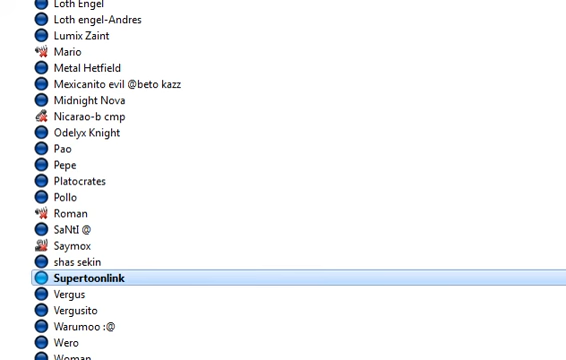 Loth Engel
Loth engel-Andres
Lumix Zaint
Mario
Metal Hetfield
Mexicanito evil @beto kazz
Midnight Nova
Nicarao-b cmp
Odelyx Knight
Pao
Pepe
Platocrates
Pollo
Roman
SaNtI @
Saymox
shas sekin
Supertoonlink
Vergus
Vergusito
Warumoo :@
Wero
Woman